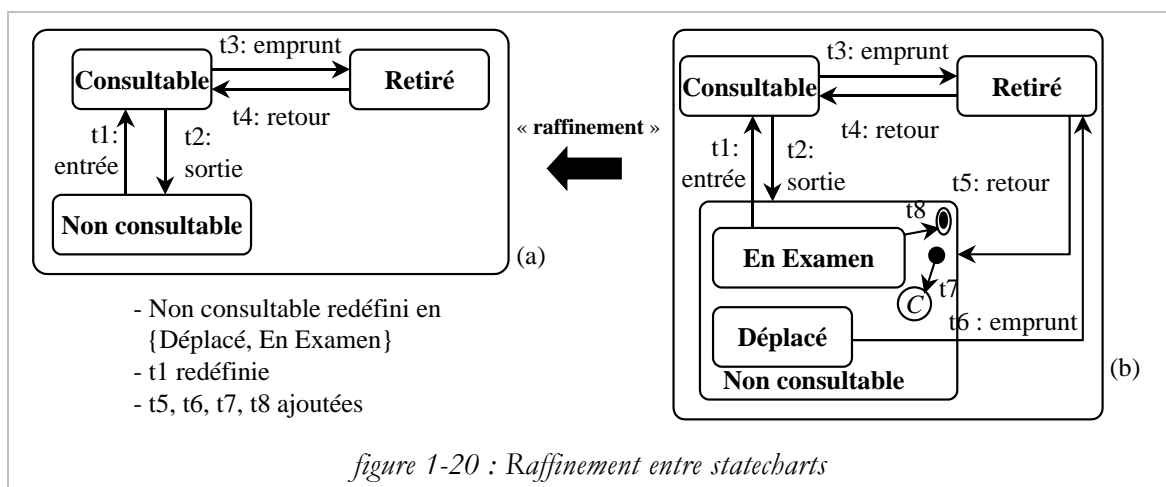 t3: emprunt
Consultable
Retiré
t4: retour
t1:
entrée
t2:
sortie
Non consultable
(a)
« raffinement »
t3: emprunt
Consultable
Retiré
t4: retour
t1:
entrée
t2:
sortie
t5: retour
t8
En Examen
t7
C
t6 : emprunt
Déplacé
Non consultable
(b)
- Non consultable redéfini en
{Déplacé, En Examen}
- t1 redéfinie
- t5, t6, t7, t8 ajoutées
figure 1-20 : Raffinement entre statecharts